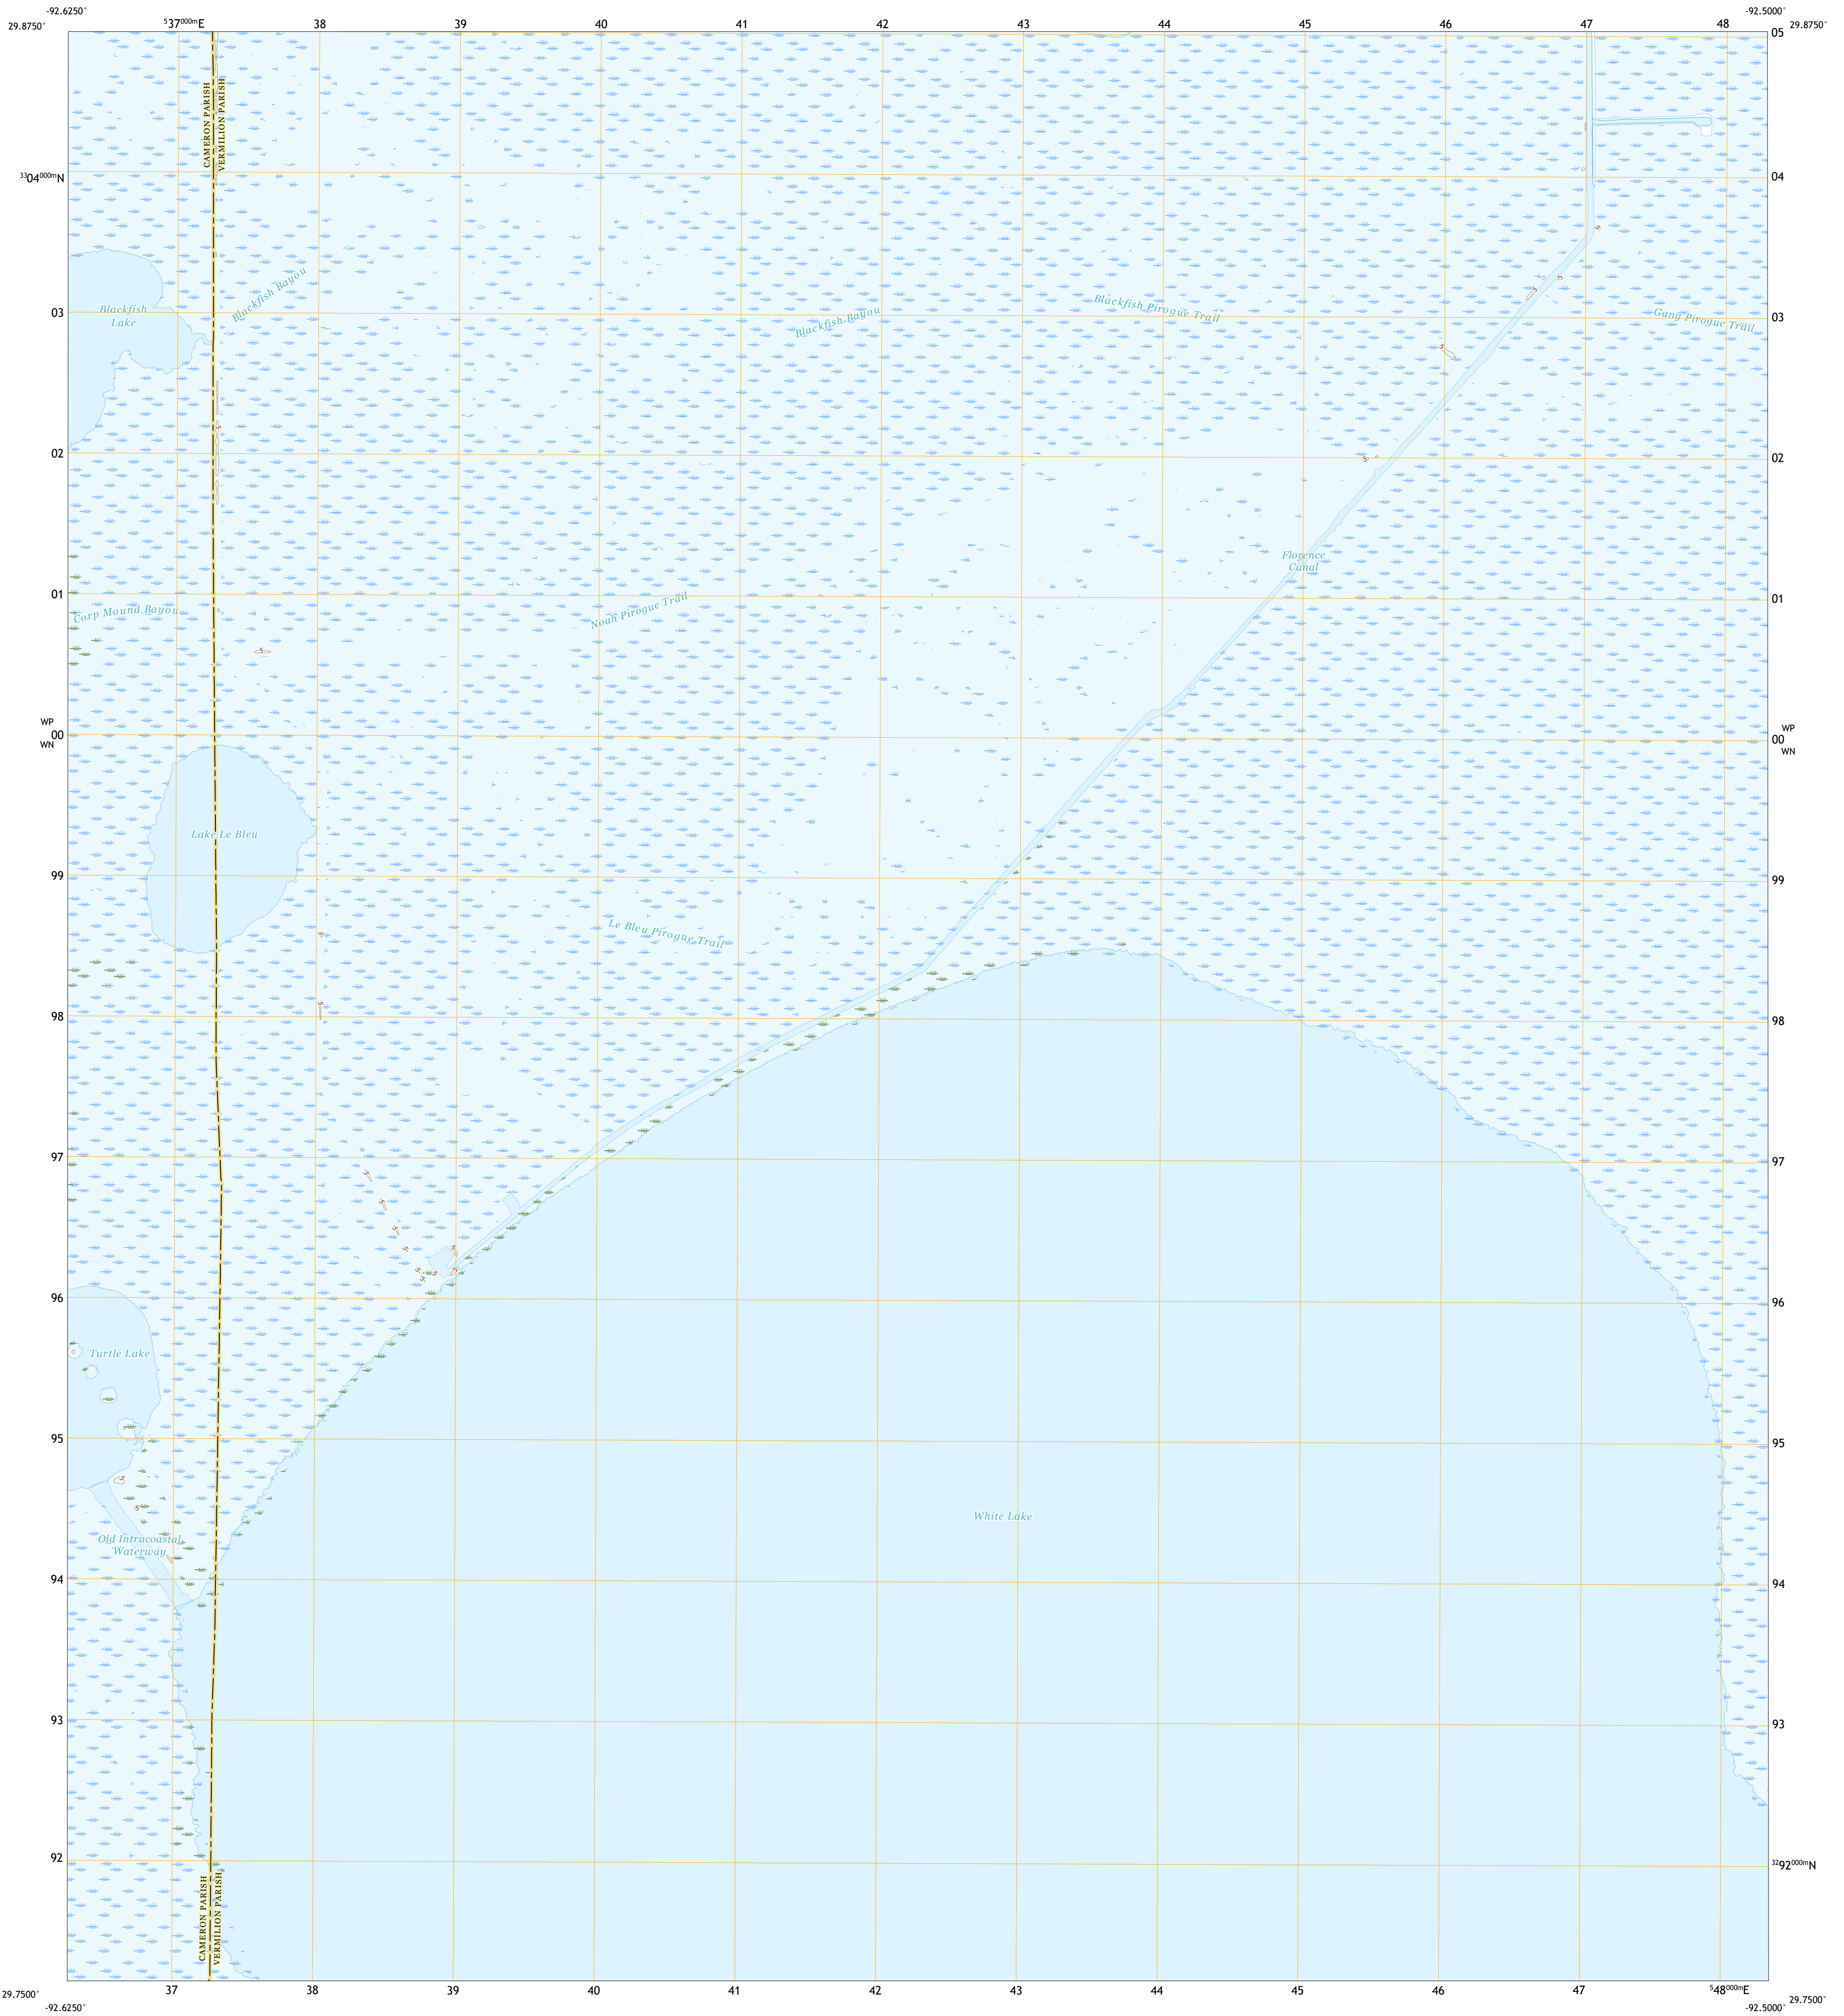 -92.6250° -92.5000°
29.8750° ⁵37⁰⁰⁰ᵐE 38 39 40 41 42 43 44 45 46 47 48 29.8750°
05
CAMERON PARISH
VERMILION PARISH
³³04⁰⁰⁰ᵐN 04
Blackfish
Lake
Blackfish Bayou
Blackfish Bayou
Blackfish Pirogue Trail
Gang Pirogue Trail
03 03
02 02
Florence
Canal
01 01
Corp Mound Bayou
Noah Pirogue Trail
WP WP
00 00
WN WN
Lake Le Bleu
99 99
Le Bleu Pirogue Trail
98 98
97 97
96 96
Turtle Lake
95 95
White Lake
Old Intracoastal
Waterway
94 94
93 93
92 ³²92⁰⁰⁰ᵐN
CAMERON PARISH
VERMILION PARISH
29.7500° 37 38 39 40 41 42 43 44 45 46 47 ⁵48⁰⁰⁰ᵐE 29.7500°
-92.6250° -92.5000°